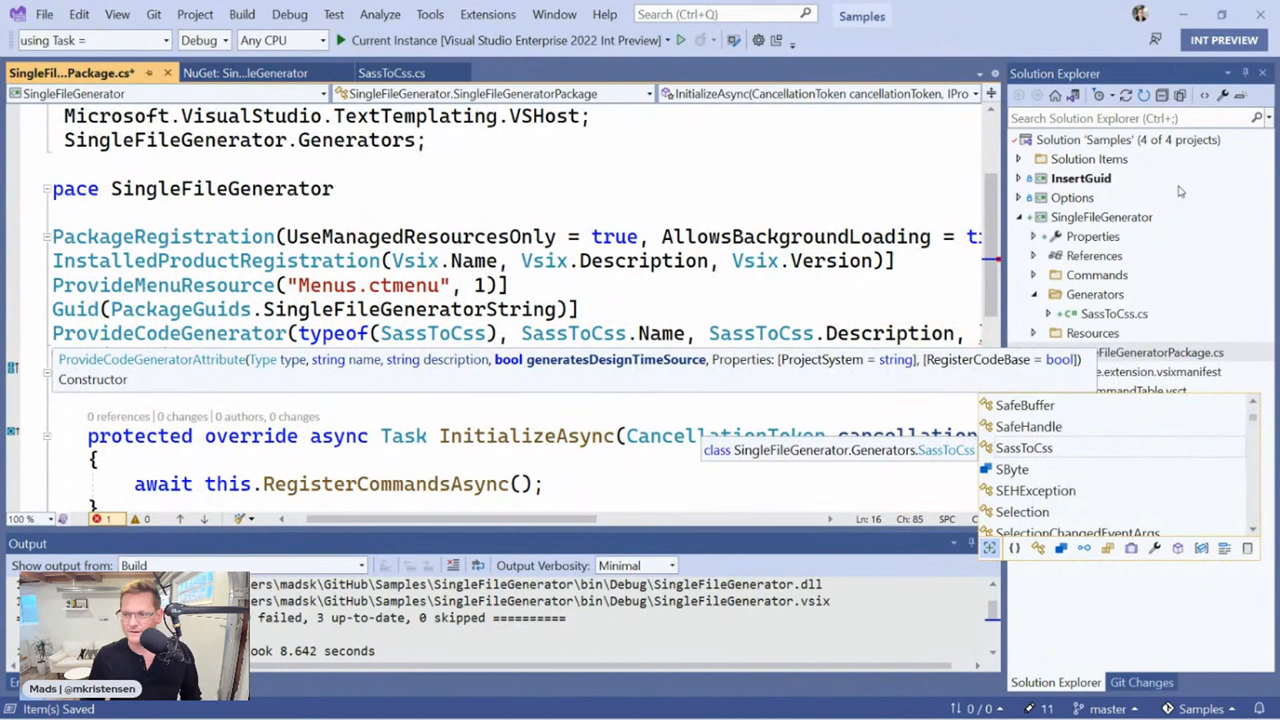 File Edit View Git Project Build Debug Test Analyze Tools Extensions Window Help Search (Ctrl+Q) Samples
using Task = Debug Any CPU Current Instance [Visual Studio Enterprise 2022 Int Preview] INT PREVIEW
SingleFil...Package.cs* NuGet: Sin...leGenerator SassToCss.cs
SingleFileGenerator SingleFileGenerator.SingleFileGeneratorPackage InitializeAsync(CancellationToken cancellationToken, IPro
Microsoft.VisualStudio.TextTemplating.VSHost;
SingleFileGenerator.Generators;
pace SingleFileGenerator
PackageRegistration(UseManagedResourcesOnly = true, AllowsBackgroundLoading =
InstalledProductRegistration(Vsix.Name, Vsix.Description, Vsix.Version)]
ProvideMenuResource("Menus.ctmenu", 1)]
Guid(PackageGuids.SingleFileGeneratorString)]
ProvideCodeGenerator(typeof(SassToCss), SassToCss.Name, SassToCss.Description,
ProvideCodeGeneratorAttribute(Type type, string name, string description, bool generatesDesignTimeSource, Properties: [ProjectSystem = string], [RegisterCodeBase = bool])
Constructor
0 references | 0 changes | 0 authors, 0 changes
protected override async Task InitializeAsync(CancellationToken cancellation
class SingleFileGenerator.Generators.SassToCss
{
await this.RegisterCommandsAsync();
}
100 % 1 0 Ln: 16 Ch: 85 SPC
SafeBuffer
SafeHandle
SassToCss
SByte
SEHException
Selection
SelectionChangedEventArgs
Solution Explorer
Search Solution Explorer (Ctrl+;)
Solution 'Samples' (4 of 4 projects)
Solution Items
InsertGuid
Options
SingleFileGenerator
Properties
References
Commands
Generators
SassToCss.cs
Resources
FileGeneratorPackage.cs
e.extension.vsixmanifest
Output
Show output from: Build Output Verbosity: Minimal
ers\madsk\GitHub\Samples\SingleFileGenerator\bin\Debug\SingleFileGenerator.dll
ers\madsk\GitHub\Samples\SingleFileGenerator\bin\Debug\SingleFileGenerator.vsix
failed, 3 up-to-date, 0 skipped ==========
ook 8.642 seconds
Mads | @mkristensen
Solution Explorer Git Changes
Item(s) Saved 0 / 0 11 master Samples